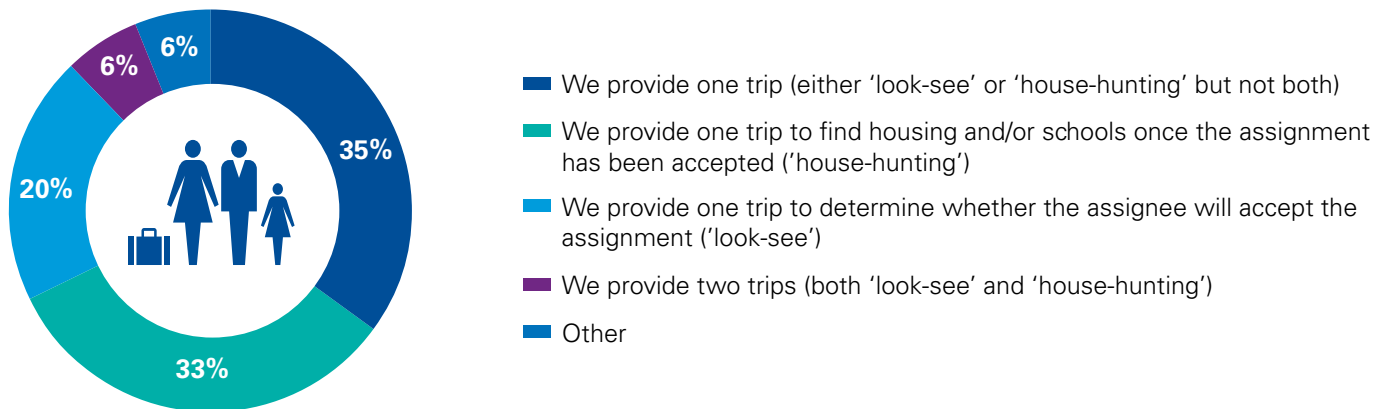 6%
6%
35%
20%
33%
We provide one trip (either ‘look-see’ or ‘house-hunting’ but not both)
We provide one trip to find housing and/or schools once the assignment
has been accepted (’house-hunting’)
We provide one trip to determine whether the assignee will accept the
assignment (’look-see’)
We provide two trips (both ‘look-see’ and ‘house-hunting’)
Other